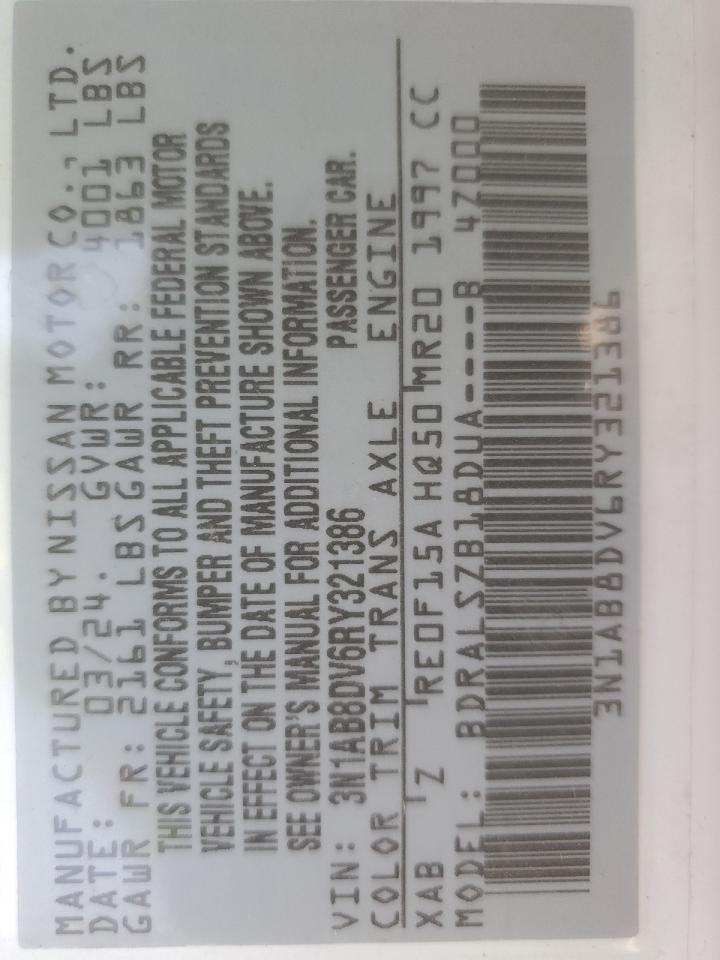 MANUFACTURED BY NISSAN MOTOR CO., LTD.
DATE: 03/24. GVWR: 4001 LBS
GAWR FR: 2161 LBS GAWR RR: 1863 LBS
THIS VEHICLE CONFORMS TO ALL APPLICABLE FEDERAL MOTOR
VEHICLE SAFETY, BUMPER AND THEFT PREVENTION STANDARDS
IN EFFECT ON THE DATE OF MANUFACTURE SHOWN ABOVE.
SEE OWNER'S MANUAL FOR ADDITIONAL INFORMATION.
VIN: 3N1AB8DV6RY321386 PASSENGER CAR.
COLOR TRIM TRANS AXLE ENGINE
XAB Z RE0F15A HQ50 MR20 1997 CC
MODEL: BDRALSZB18DUA----B 4Z000
3N1AB8DV6RY321386